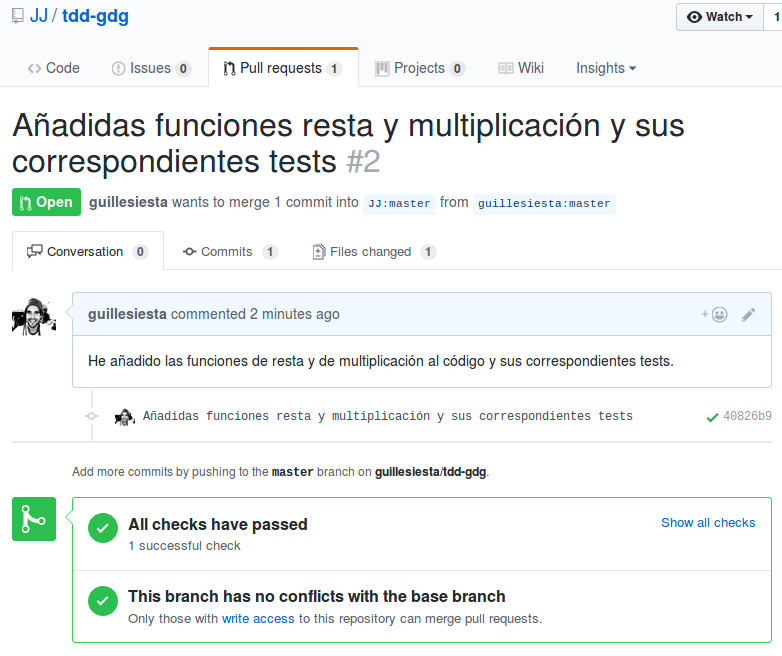 JJ / tdd-gdg
Watch 1
Code Issues 0 Pull requests 1 Projects 0 Wiki Insights
Añadidas funciones resta y multiplicación y sus
correspondientes tests #2
Open guillesiesta wants to merge 1 commit into JJ:master from guillesiesta:master
Conversation 0 Commits 1 Files changed 1
guillesiesta commented 2 minutes ago +
He añadido las funciones de resta y de multiplicación al código y sus correspondientes tests.
Añadidas funciones resta y multiplicación y sus correspondientes tests 40826b9
Add more commits by pushing to the master branch on guillesiesta/tdd-gdg.
All checks have passed Show all checks
1 successful check
This branch has no conflicts with the base branch
Only those with write access to this repository can merge pull requests.